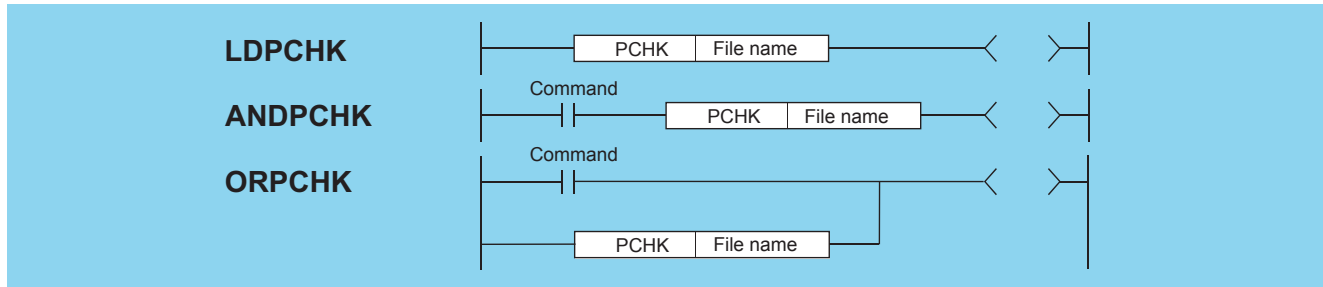 LDPCHK
PCHK File name
Command
ANDPCHK
PCHK File name
Command
ORPCHK
PCHK File name